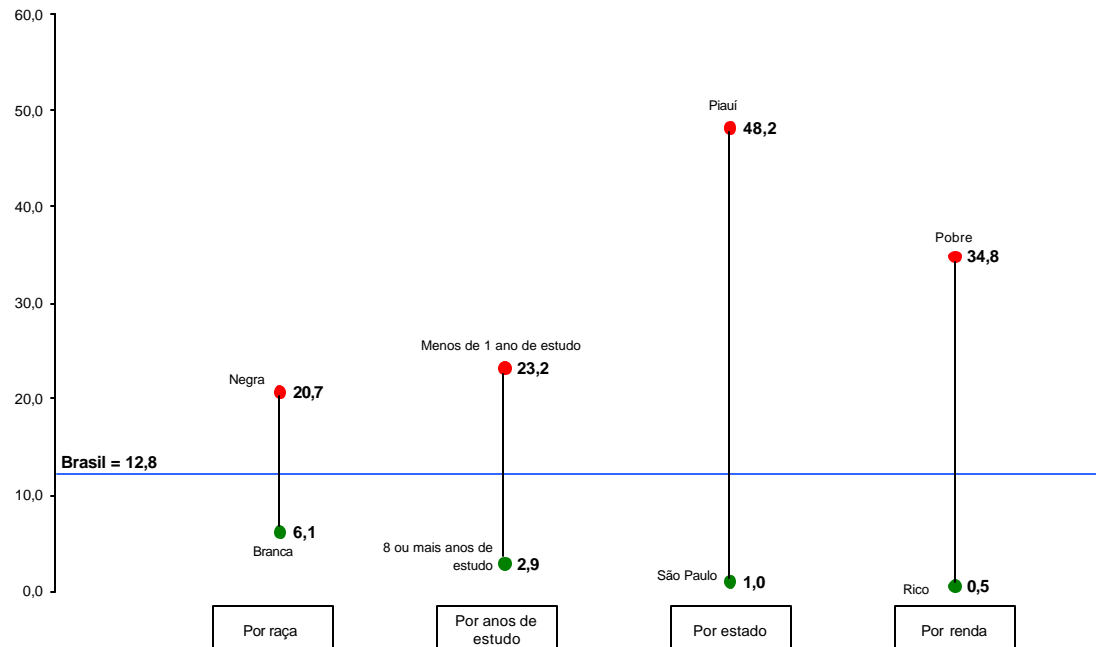 60,0
50,0
40,0
30,0
20,0
10,0
0,0
Brasil = 12,8
Negra
20,7
6,1
Branca
Menos de 1 ano de estudo
23,2
8 ou mais anos de
estudo
2,9
Piauí
48,2
São Paulo
1,0
Pobre
34,8
Rico
0,5
Por raça
Por anos de
estudo
Por estado
Por renda